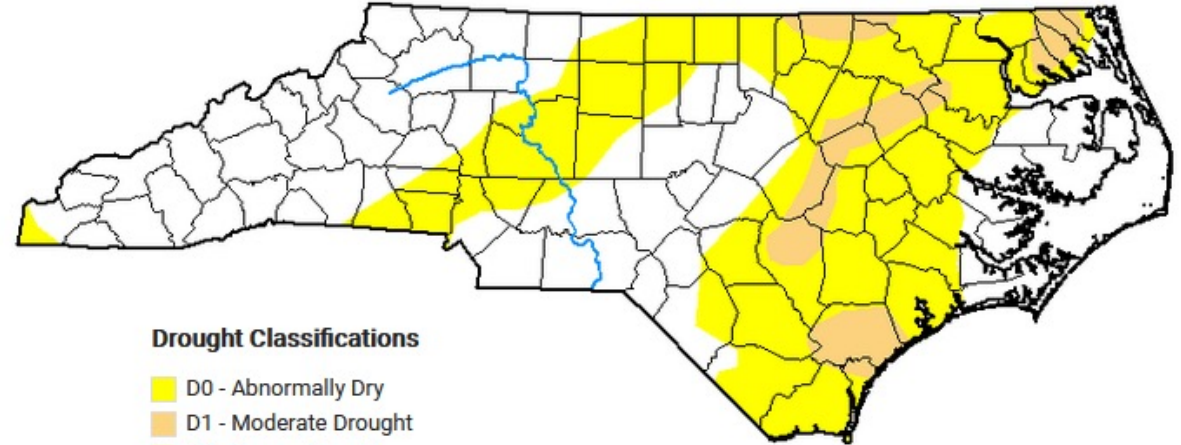 Drought Classifications
D0 - Abnormally Dry
D1 - Moderate Drought